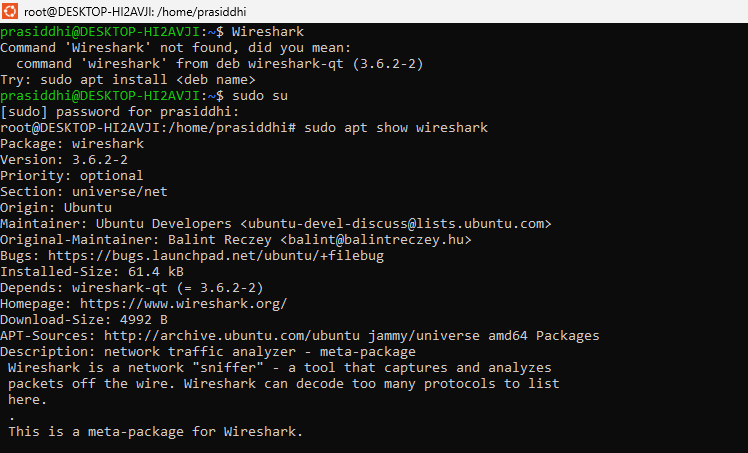 root@DESKTOP-HI2AVJI: /home/prasiddhi
prasiddhi@DESKTOP-HI2AVJI:~$ Wireshark
Command 'Wireshark' not found, did you mean:
  command 'wireshark' from deb wireshark-qt (3.6.2-2)
Try: sudo apt install <deb name>
prasiddhi@DESKTOP-HI2AVJI:~$ sudo su
[sudo] password for prasiddhi:
root@DESKTOP-HI2AVJI:/home/prasiddhi# sudo apt show wireshark
Package: wireshark
Version: 3.6.2-2
Priority: optional
Section: universe/net
Origin: Ubuntu
Maintainer: Ubuntu Developers <ubuntu-devel-discuss@lists.ubuntu.com>
Original-Maintainer: Balint Reczey <balint@balintreczey.hu>
Bugs: https://bugs.launchpad.net/ubuntu/+filebug
Installed-Size: 61.4 kB
Depends: wireshark-qt (= 3.6.2-2)
Homepage: https://www.wireshark.org/
Download-Size: 4992 B
APT-Sources: http://archive.ubuntu.com/ubuntu jammy/universe amd64 Packages
Description: network traffic analyzer - meta-package
 Wireshark is a network "sniffer" - a tool that captures and analyzes
 packets off the wire. Wireshark can decode too many protocols to list
 here.
 .
 This is a meta-package for Wireshark.